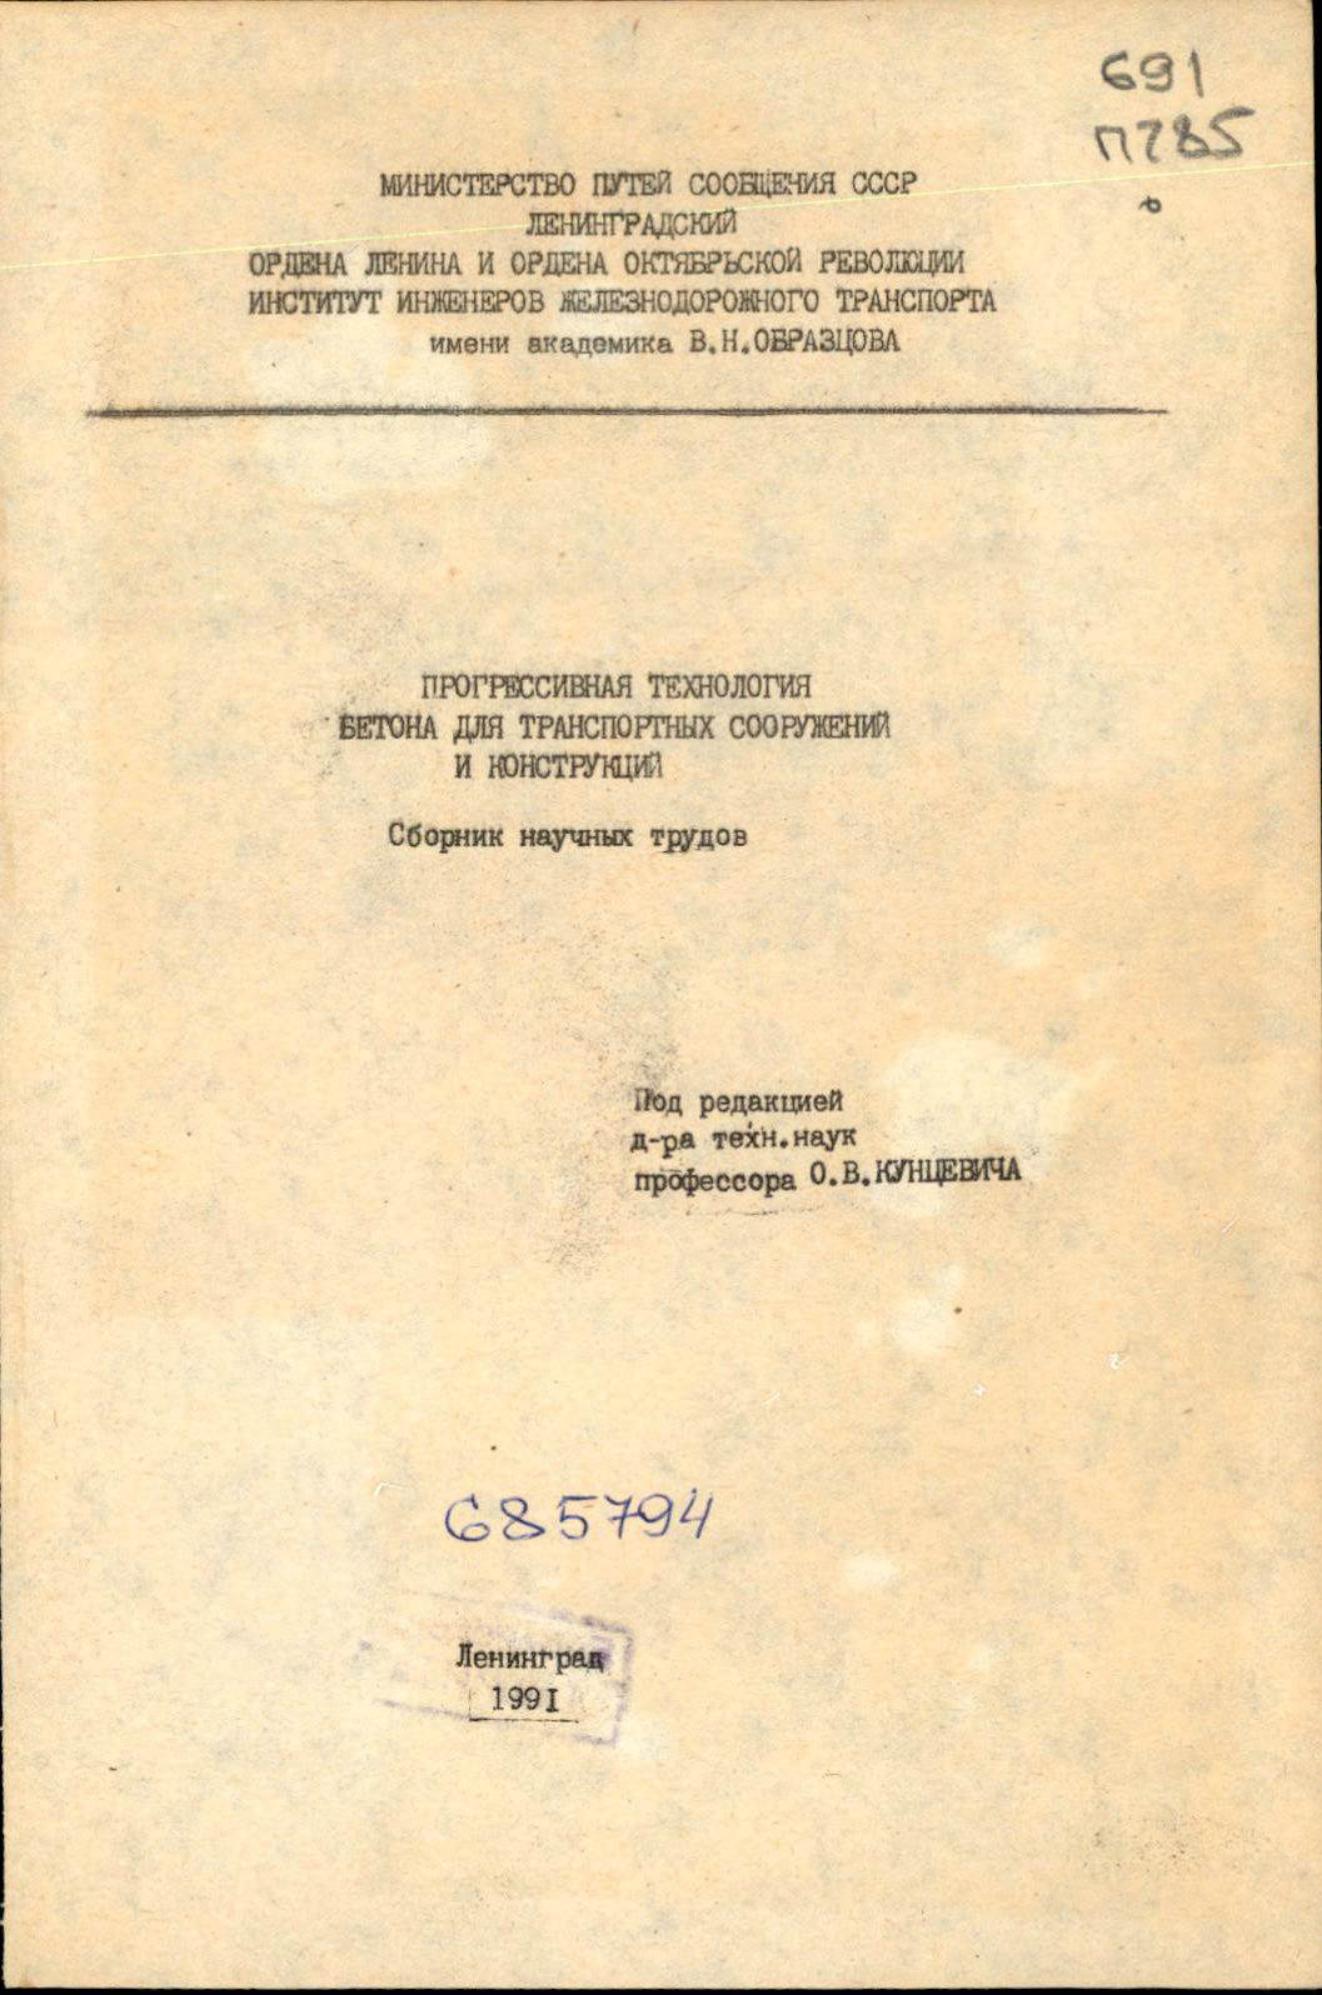 691
П785
МИНИСТЕРСТВО ПУТЕЙ СООБЩЕНИЯ СССР
ЛЕНИНГРАДСКИЙ
ОРДЕНА ЛЕНИНА И ОРДЕНА ОКТЯБРЬСКОЙ РЕВОЛЮЦИИ
ИНСТИТУТ ИНЖЕНЕРОВ ЖЕЛЕЗНОДОРОЖНОГО ТРАНСПОРТА
имени академика В.Н.ОБРАЗЦОВА
ПРОГРЕССИВНАЯ ТЕХНОЛОГИЯ
БЕТОНА ДЛЯ ТРАНСПОРТНЫХ СООРУЖЕНИЙ
И КОНСТРУКЦИЙ
Сборник научных трудов
Под редакцией
д-ра техн.наук
профессора О.В.КУНЦЕВИЧА
685794
Ленинград
199I